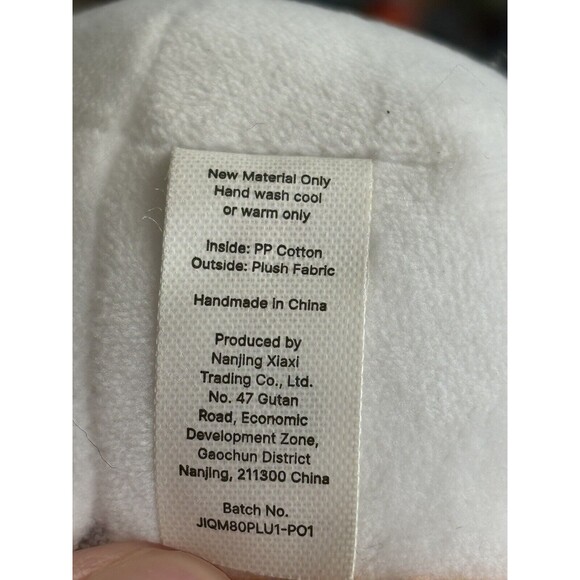 New Material Only
Hand wash cool
or warm only
Inside: PP Cotton
Outside: Plush Fabric
Handmade in China
Produced by
Nanjing Xiaxi
Trading Co., Ltd.
No. 47 Gutan
Road, Economic
Development Zone,
Gaochun District
Nanjing, 211300 China
Batch No.
JIQM80PLU1-PO1